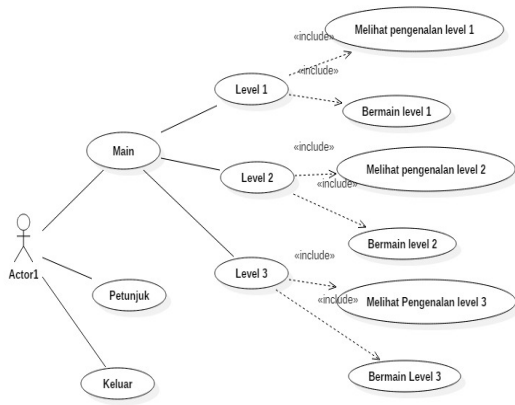 Melihat pengenalan level 1
«include»
«include»
Level 1
Bermain level 1
Main
«include»
Melihat pengenalan level 2
Level 2
«include»
Bermain level 2
Actor1
«include»
Level 3
Petunjuk
«include»
Melihat Pengenalan level 3
Keluar
Bermain Level 3